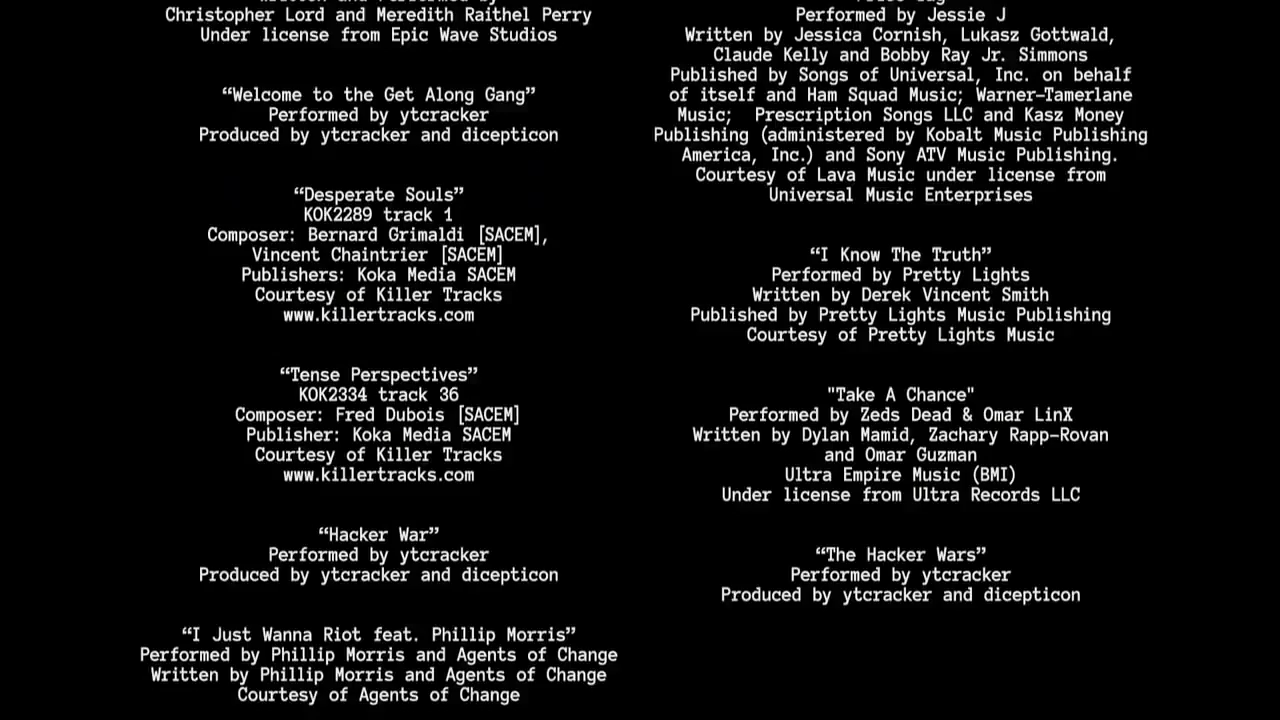 Christopher Lord and Meredith Raithel Perry
Under license from Epic Wave Studios
“Welcome to the Get Along Gang”
Performed by ytcracker
Produced by ytcracker and dicepticon
“Desperate Souls”
KOK2289 track 1
Composer: Bernard Grimaldi [SACEM],
Vincent Chaintrier [SACEM]
Publishers: Koka Media SACEM
Courtesy of Killer Tracks
www.killertracks.com
“Tense Perspectives”
KOK2334 track 36
Composer: Fred Dubois [SACEM]
Publisher: Koka Media SACEM
Courtesy of Killer Tracks
www.killertracks.com
“Hacker War”
Performed by ytcracker
Produced by ytcracker and dicepticon
“I Just Wanna Riot feat. Phillip Morris”
Performed by Phillip Morris and Agents of Change
Written by Phillip Morris and Agents of Change
Courtesy of Agents of Change
Performed by Jessie J
Written by Jessica Cornish, Lukasz Gottwald,
Claude Kelly and Bobby Ray Jr. Simmons
Published by Songs of Universal, Inc. on behalf
of itself and Ham Squad Music; Warner-Tamerlane
Music; Prescription Songs LLC and Kasz Money
Publishing (administered by Kobalt Music Publishing
America, Inc.) and Sony ATV Music Publishing.
Courtesy of Lava Music under license from
Universal Music Enterprises
“I Know The Truth”
Performed by Pretty Lights
Written by Derek Vincent Smith
Published by Pretty Lights Music Publishing
Courtesy of Pretty Lights Music
"Take A Chance"
Performed by Zeds Dead & Omar LinX
Written by Dylan Mamid, Zachary Rapp-Rovan
and Omar Guzman
Ultra Empire Music (BMI)
Under license from Ultra Records LLC
“The Hacker Wars”
Performed by ytcracker
Produced by ytcracker and dicepticon